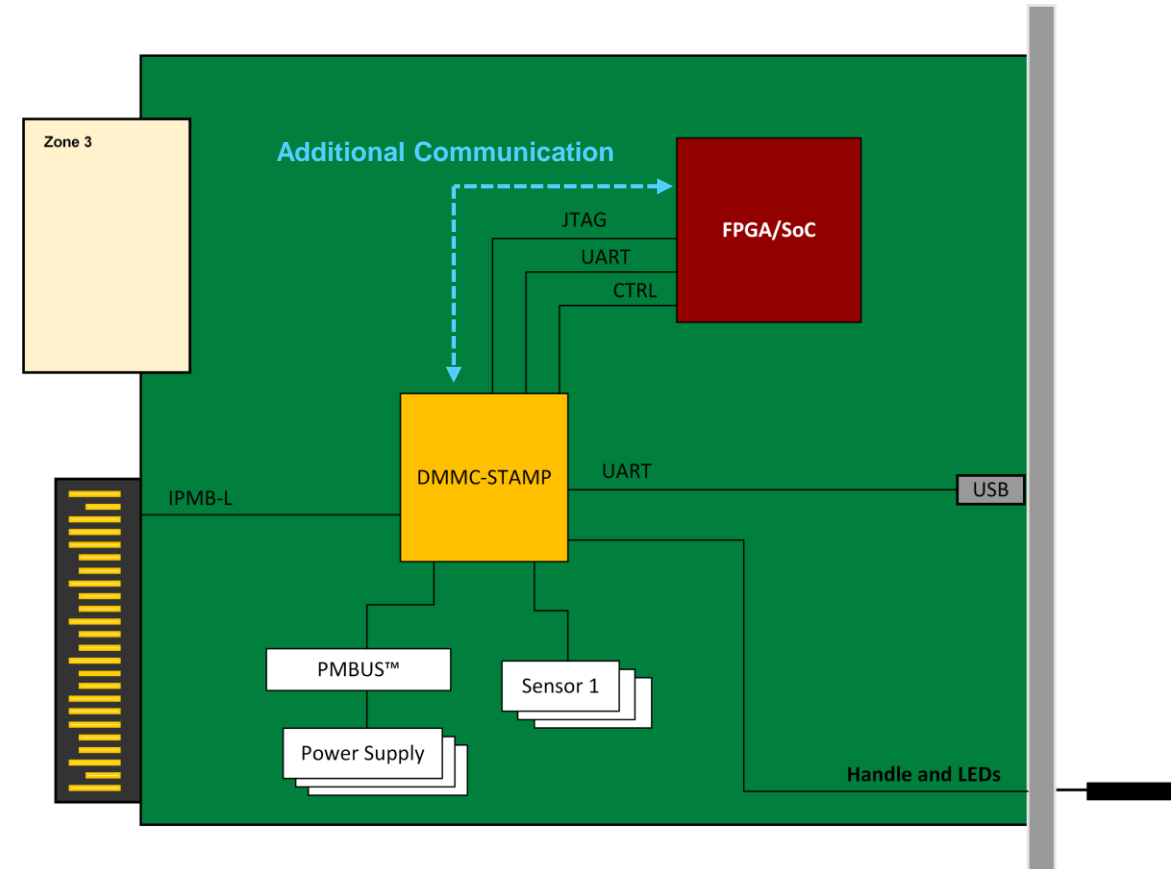 Zone 3
Additional Communication
JTAG
FPGA/SoC
UART
CTRL
DMMC-STAMP
UART
USB
IPMB-L
PMBUS™
Sensor 1
Power Supply
Handle and LEDs